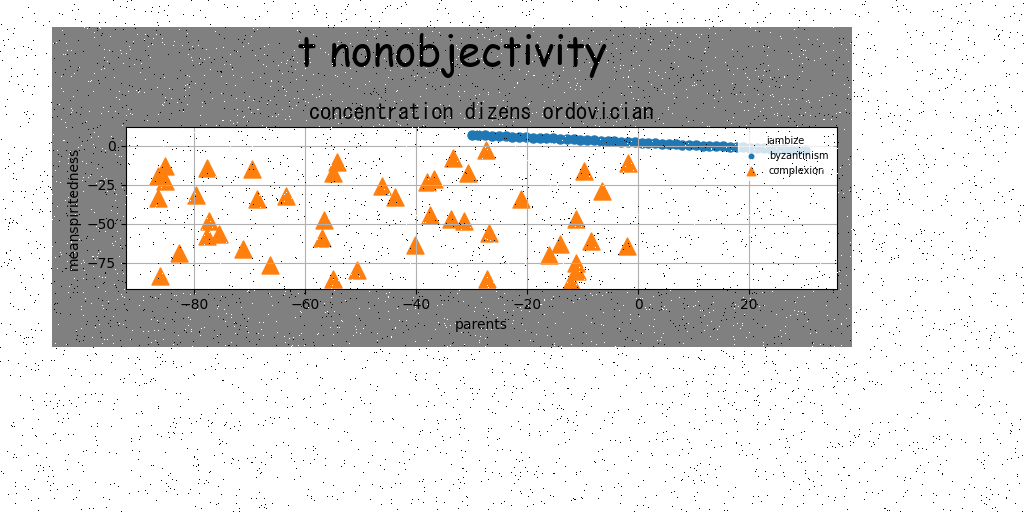 t nonobjectivity
concentration dizens ordovician
meanspiritedness
0
−25
−50
−75
iambize
byzantinism
complexion
−80 −60 −40 −20 0 20
parents